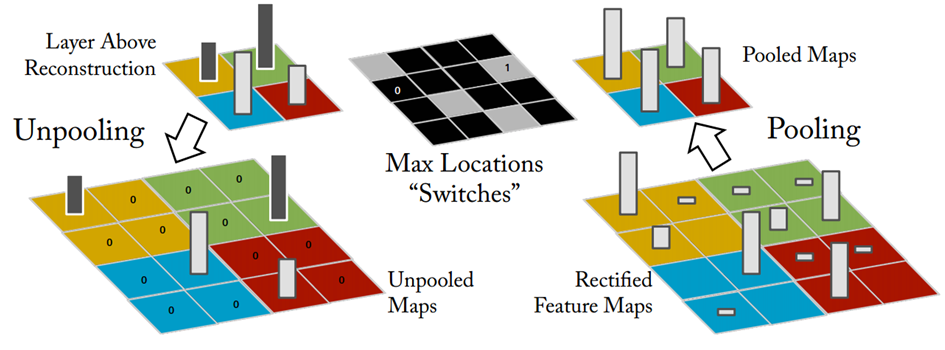 Layer Above
Reconstruction
Unpooling
0
1
Max Locations
“Switches”
Pooled Maps
Pooling
0
0
0
0
0
0
0
0
0
0
0
0
Unpooled
Maps
Rectified
Feature Maps